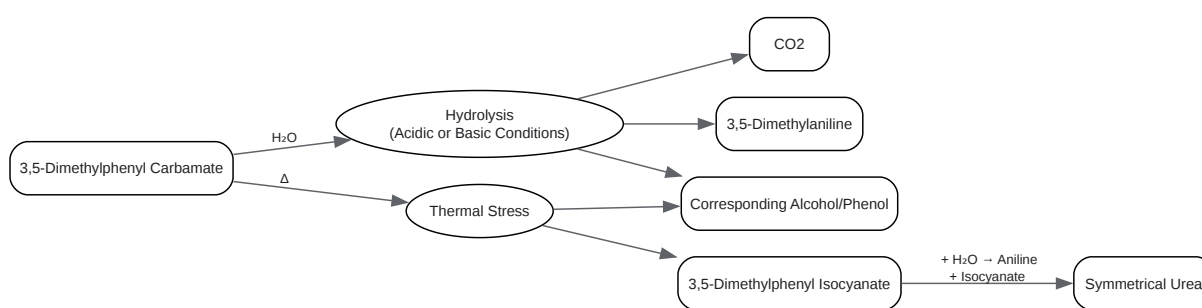 CO2
Hydrolysis
(Acidic or Basic Conditions)
3,5-Dimethylaniline
H₂O
3,5-Dimethylphenyl Carbamate
Δ
Corresponding Alcohol/Phenol
Thermal Stress
+ H₂O → Aniline
+ Isocyanate
3,5-Dimethylphenyl Isocyanate
Symmetrical Urea